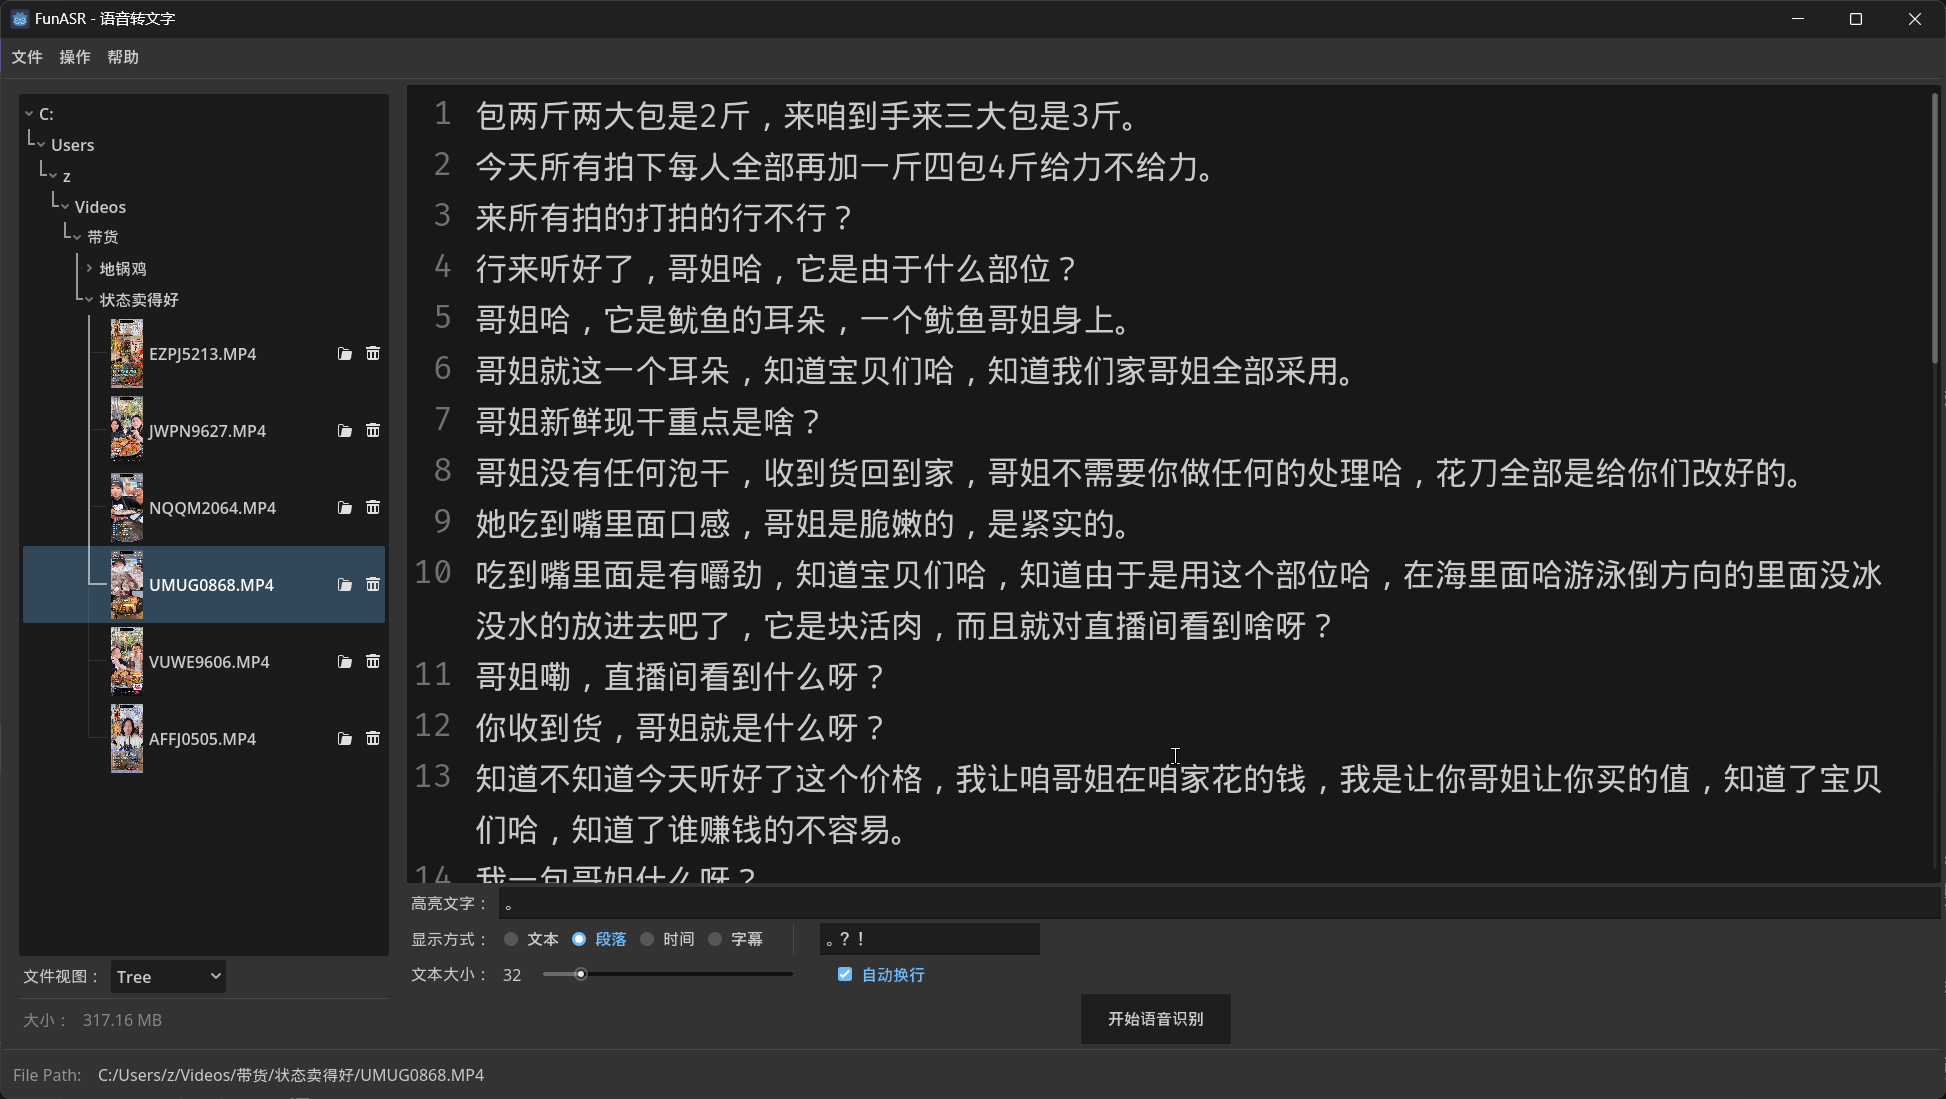 FunASR - 语音转文字
文件 操作 帮助
C:
Users
z
Videos
带货
地锅鸡
状态卖得好
EZPJ5213.MP4
JWPN9627.MP4
NQQM2064.MP4
UMUG0868.MP4
VUWE9606.MP4
AFFJ0505.MP4
文件视图： Tree
大小： 317.16 MB
1 包两斤两大包是2斤，来咱到手来三大包是3斤。
2 今天所有拍下每人全部再加一斤四包4斤给力不给力。
3 来所有拍的打拍的行不行？
4 行来听好了，哥姐哈，它是由于什么部位？
5 哥姐哈，它是鱿鱼的耳朵，一个鱿鱼哥姐身上。
6 哥姐就这一个耳朵，知道宝贝们哈，知道我们家哥姐全部采用。
7 哥姐新鲜现干重点是啥？
8 哥姐没有任何泡干，收到货回到家，哥姐不需要你做任何的处理哈，花刀全部是给你们改好的。
9 她吃到嘴里面口感，哥姐是脆嫩的，是紧实的。
10 吃到嘴里面是有嚼劲，知道宝贝们哈，知道由于是用这个部位哈，在海里面哈游泳倒方向的里面没冰
没水的放进去吧了，它是块活肉，而且就对直播间看到啥呀？
11 哥姐嘞，直播间看到什么呀？
12 你收到货，哥姐就是什么呀？
13 知道不知道今天听好了这个价格，我让咱哥姐在咱家花的钱，我是让你哥姐让你买的值，知道了宝贝
们哈，知道了谁赚钱的不容易。
14 我一句哥姐什么呀？
高亮文字： 。
显示方式： 文本 段落 时间 字幕 。？！
文本大小： 32 自动换行
开始语音识别
File Path: C:/Users/z/Videos/带货/状态卖得好/UMUG0868.MP4